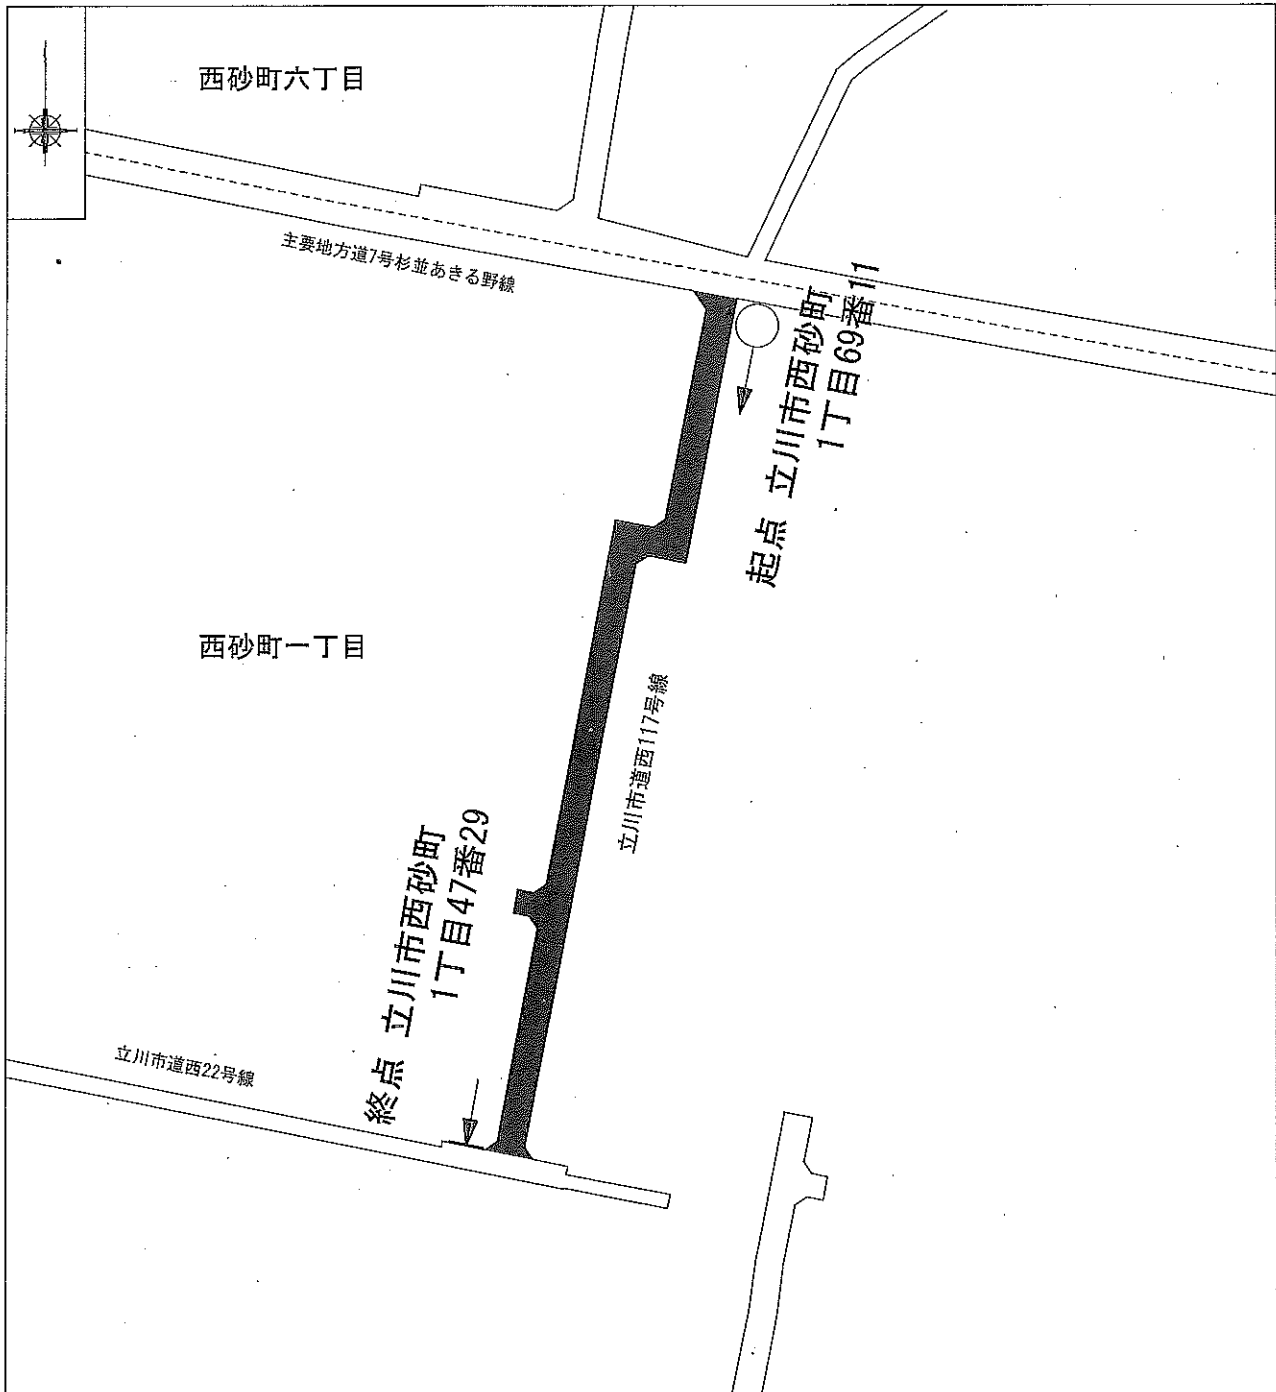 西砂町六丁目
主要地方道7号杉並あきる野線
起点 立川市西砂町
1丁目69番11
西砂町一丁目
立川市道西117号線
終点 立川市西砂町
1丁目47番29
立川市道西22号線